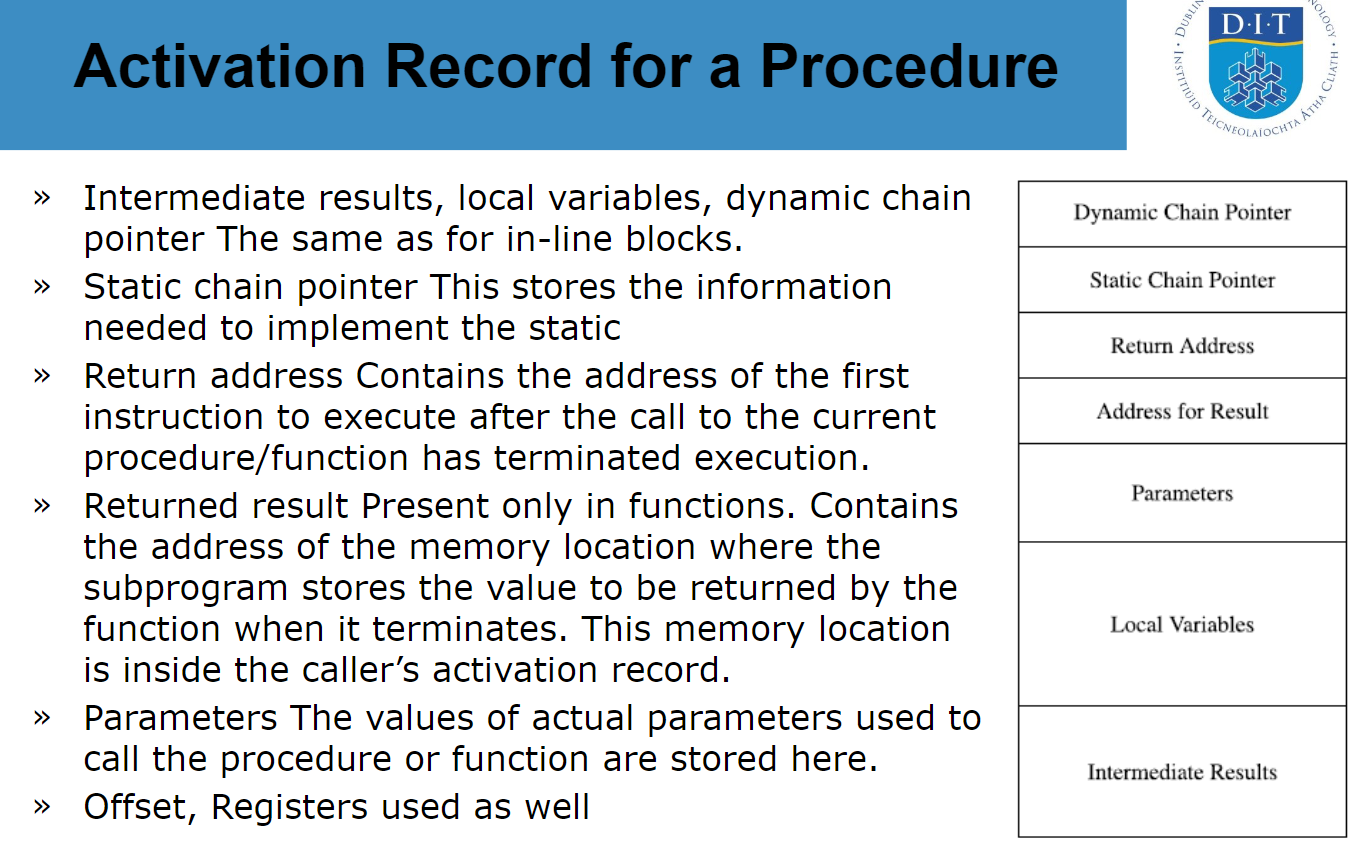 Activation Record for a Procedure
D·I·T
INSTITIÚID TEICNEOLAÍOCHTA ÁTHA CLIATH
» Intermediate results, local variables, dynamic chain
pointer The same as for in-line blocks.
» Static chain pointer This stores the information
needed to implement the static
» Return address Contains the address of the first
instruction to execute after the call to the current
procedure/function has terminated execution.
» Returned result Present only in functions. Contains
the address of the memory location where the
subprogram stores the value to be returned by the
function when it terminates. This memory location
is inside the caller’s activation record.
» Parameters The values of actual parameters used to
call the procedure or function are stored here.
» Offset, Registers used as well
Dynamic Chain Pointer
Static Chain Pointer
Return Address
Address for Result
Parameters
Local Variables
Intermediate Results